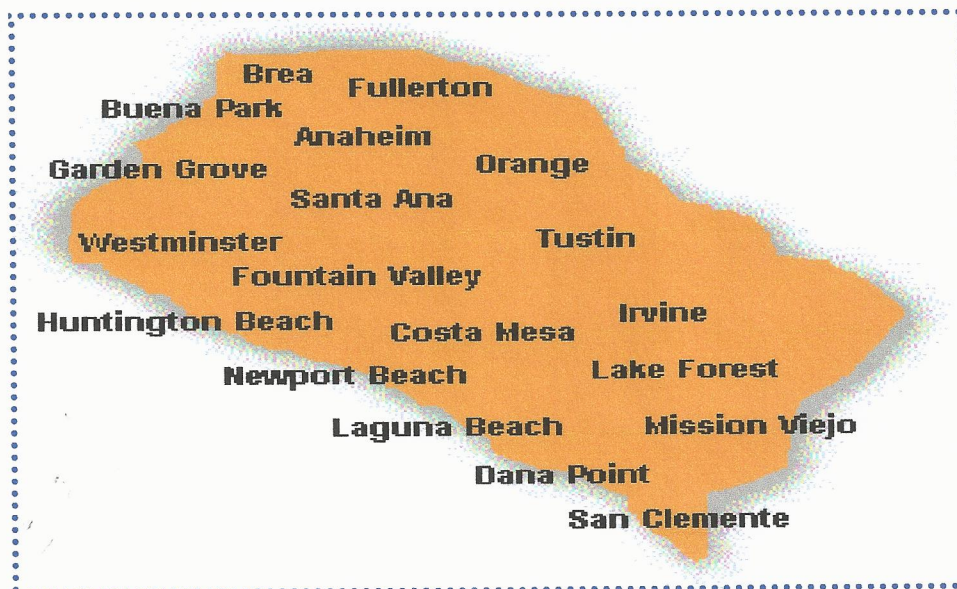 Brea
Fullerton
Buena Park
Anaheim
Orange
Garden Grove
Santa Ana
Westminster
Tustin
Fountain Valley
Irvine
Huntington Beach
Costa Mesa
Lake Forest
Newport Beach
Laguna Beach
Mission Viejo
Dana Point
San Clemente